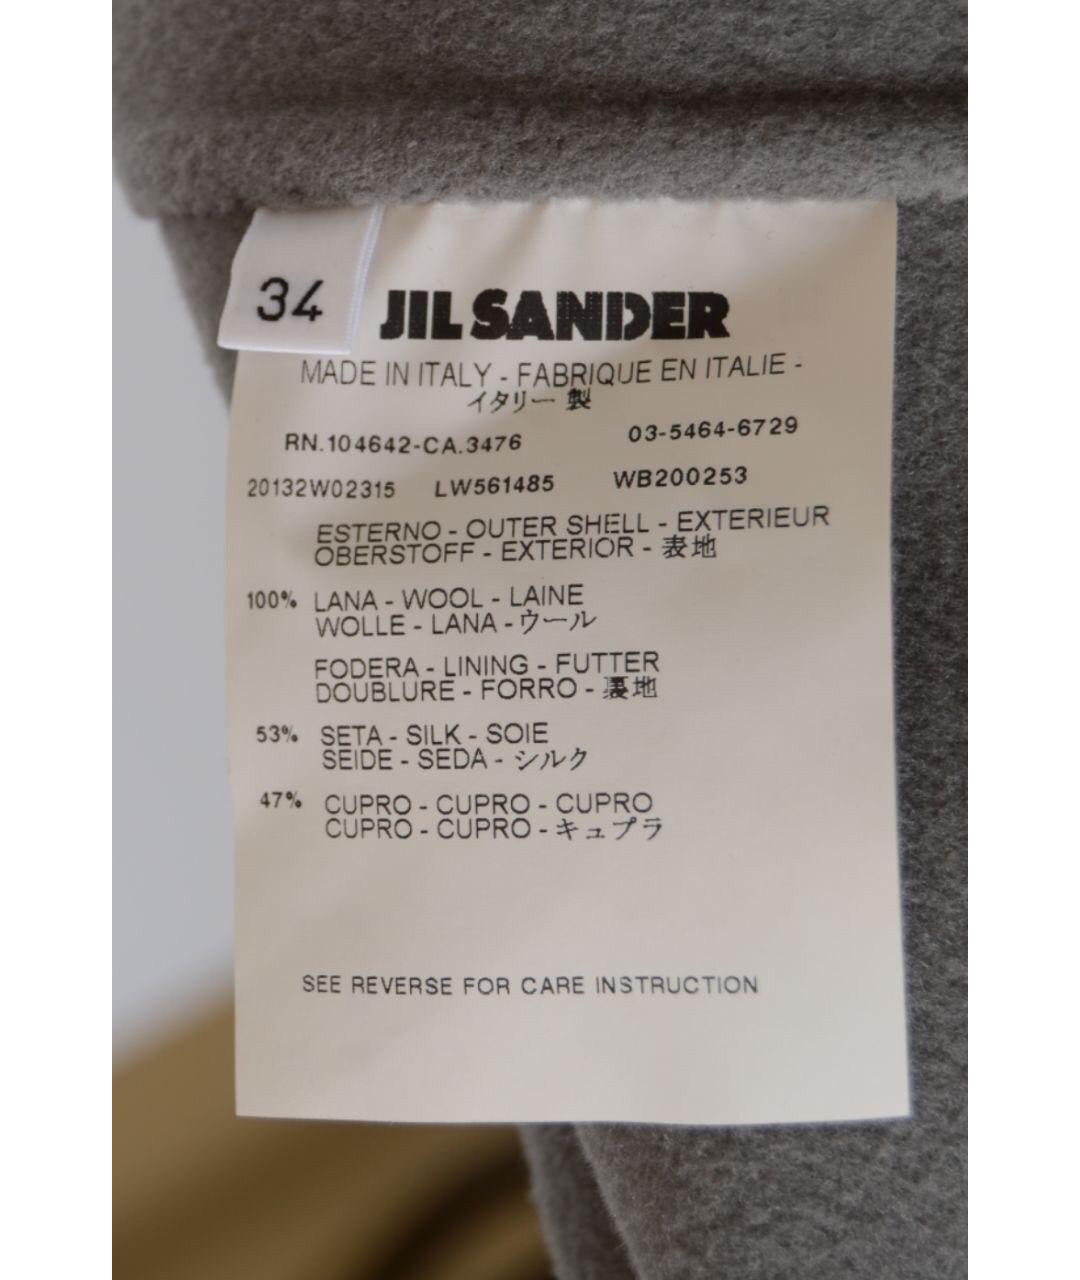 34
JIL SANDER
MADE IN ITALY - FABRIQUE EN ITALIE -
イタリー 製
RN.104642-CA.3476 03-5464-6729
20132W02315 LW561485 WB200253
ESTERNO - OUTER SHELL - EXTERIEUR
OBERSTOFF - EXTERIOR - 表地
100% LANA - WOOL - LAINE
WOLLE - LANA - ウール
FODERA - LINING - FUTTER
DOUBLURE - FORRO - 裏地
53% SETA - SILK - SOIE
SEIDE - SEDA - シルク
47% CUPRO - CUPRO - CUPRO
CUPRO - CUPRO - キュプラ
SEE REVERSE FOR CARE INSTRUCTION